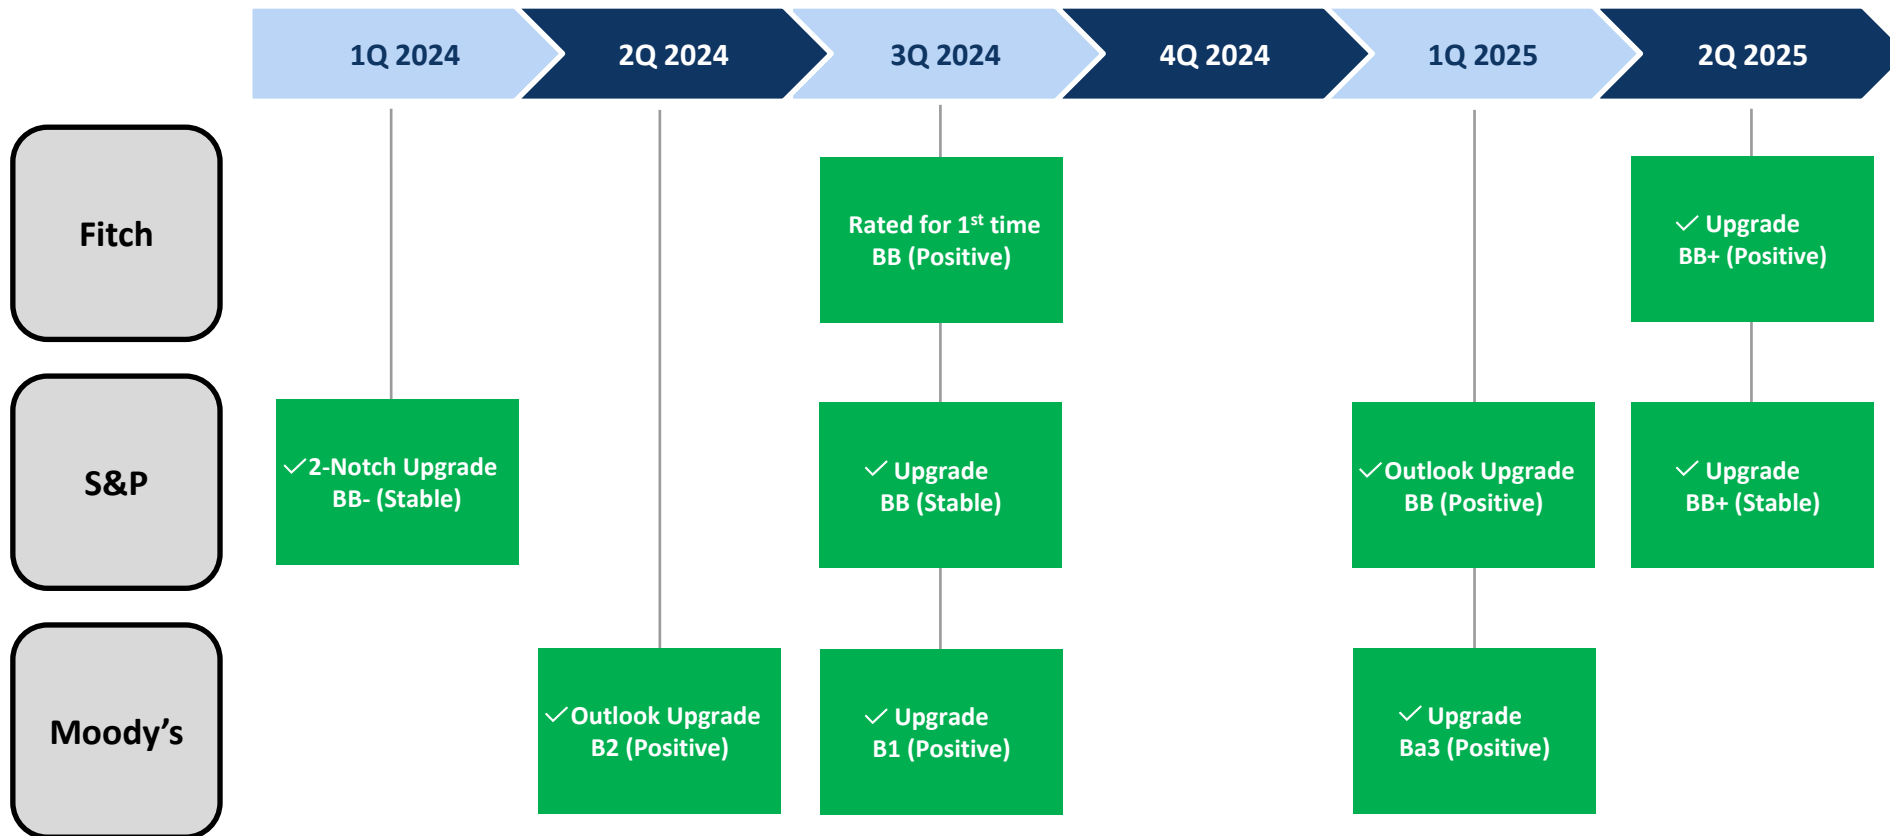 1Q 2024
2Q 2024
3Q 2024
4Q 2024
1Q 2025
2Q 2025
Fitch
Rated for 1st time
BB (Positive)
✓ Upgrade
BB+ (Positive)
S&P
✓ 2-Notch Upgrade
BB- (Stable)
✓ Upgrade
BB (Stable)
✓ Outlook Upgrade
BB (Positive)
✓ Upgrade
BB+ (Stable)
Moody’s
✓ Outlook Upgrade
B2 (Positive)
✓ Upgrade
B1 (Positive)
✓ Upgrade
Ba3 (Positive)